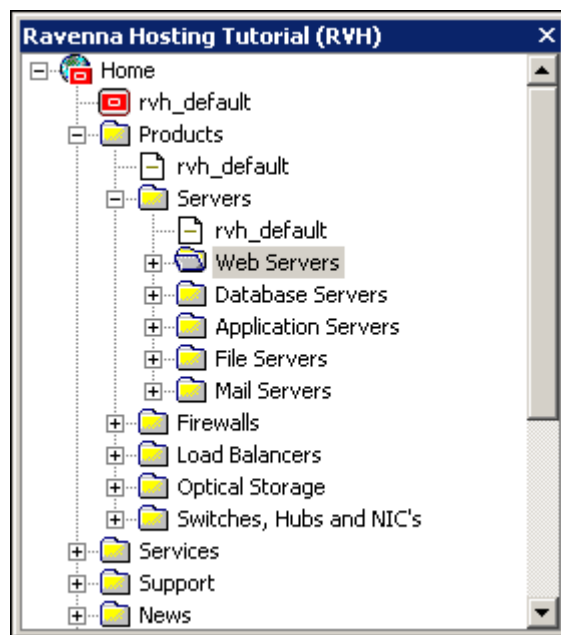 Ravenna Hosting Tutorial (RVH)
Home
rvh_default
Products
rvh_default
Servers
rvh_default
Web Servers
Database Servers
Application Servers
File Servers
Mail Servers
Firewalls
Load Balancers
Optical Storage
Switches, Hubs and NIC's
Services
Support
News